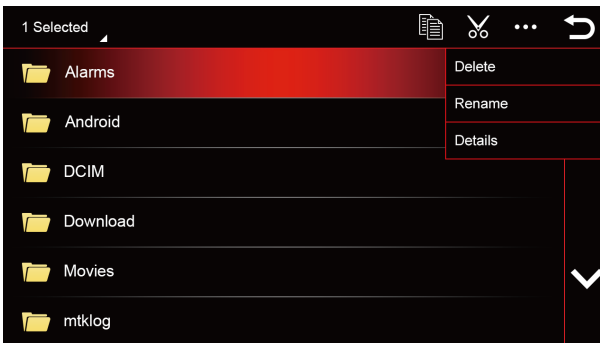 1 Selected
Alarms
Delete
Rename
Android
Details
DCIM
Download
Movies
mtklog